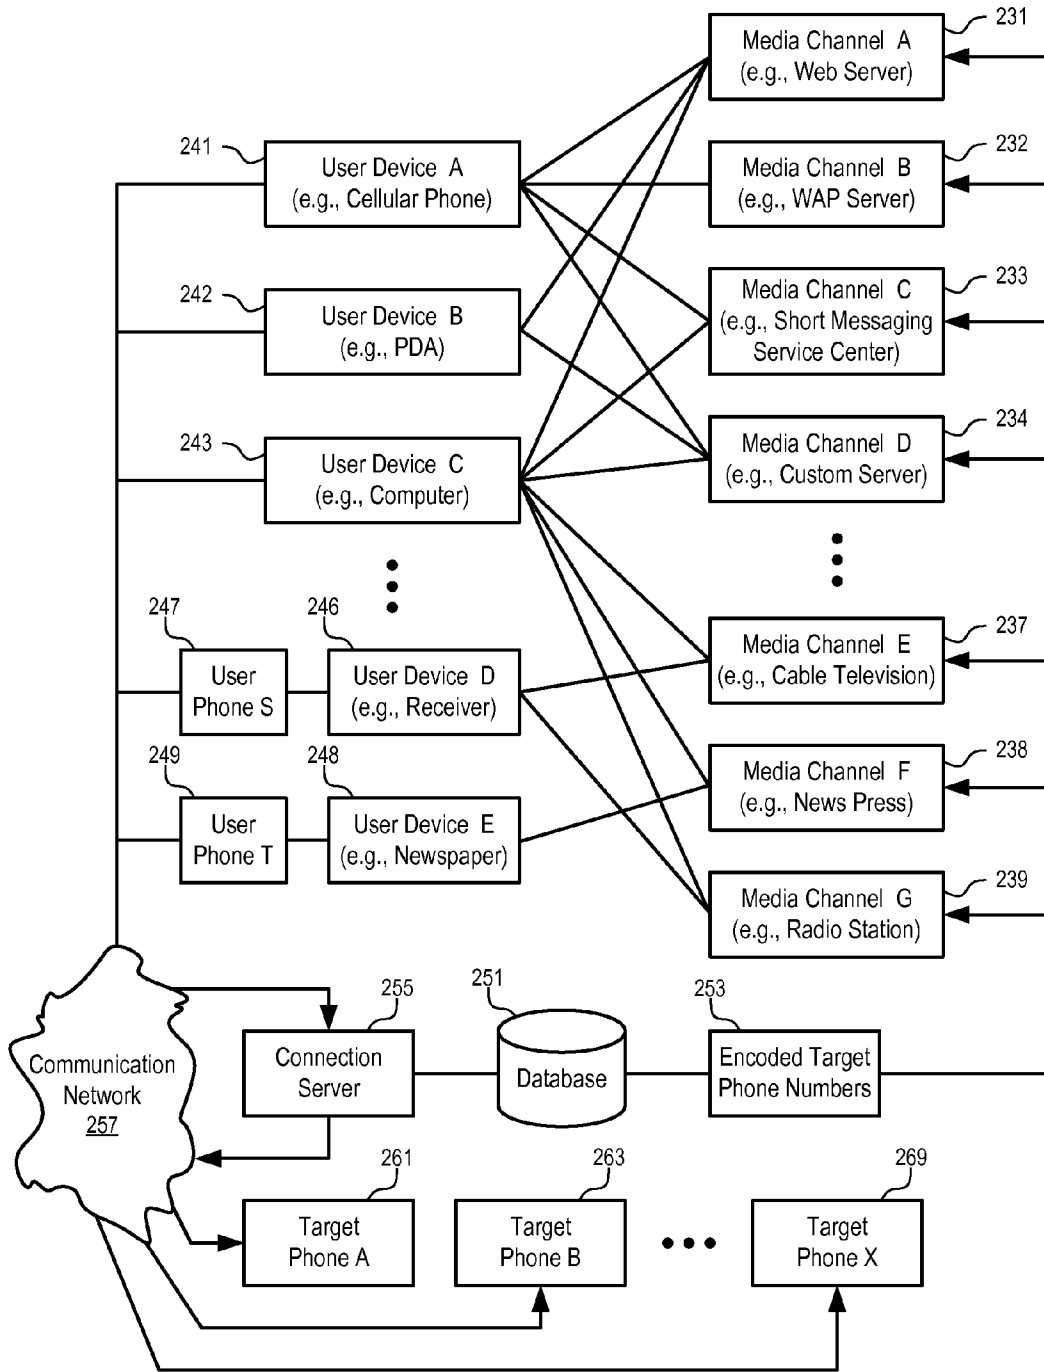 Media Channel A
(e.g., Web Server)
231
241
User Device A
(e.g., Cellular Phone)
Media Channel B
(e.g., WAP Server)
232
242
User Device B
(e.g., PDA)
Media Channel C
(e.g., Short Messaging
Service Center)
233
243
User Device C
(e.g., Computer)
Media Channel D
(e.g., Custom Server)
234
247
User
Phone S
246
User Device D
(e.g., Receiver)
Media Channel E
(e.g., Cable Television)
237
249
User
Phone T
248
User Device E
(e.g., Newspaper)
Media Channel F
(e.g., News Press)
238
Media Channel G
(e.g., Radio Station)
239
Communication
Network
257
255
Connection
Server
251
Database
253
Encoded Target
Phone Numbers
261
Target
Phone A
263
Target
Phone B
269
Target
Phone X